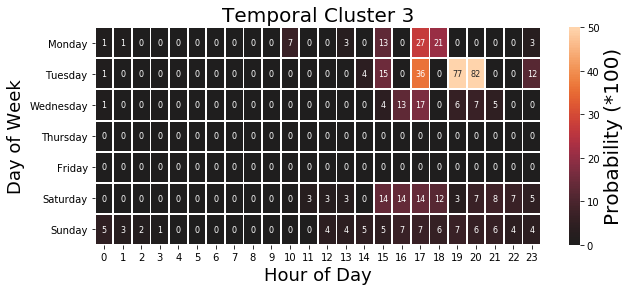 Temporal Cluster 3
Day of Week
Monday 1 1 0 0 0 0 0 0 0 0 7 0 0 3 0 13 0 27 21 0 0 0 0 3
Tuesday 1 0 0 0 0 0 0 0 0 0 0 0 0 0 4 15 0 36 0 77 82 0 0 12
Wednesday 1 0 0 0 0 0 0 0 0 0 0 0 0 0 0 4 13 17 0 6 7 5 0 0
Thursday 0 0 0 0 0 0 0 0 0 0 0 0 0 0 0 0 0 0 0 0 0 0 0 0
Friday 0 0 0 0 0 0 0 0 0 0 0 0 0 0 0 0 0 0 0 0 0 0 0 0
Saturday 0 0 0 0 0 0 0 0 0 0 0 3 3 3 0 14 14 14 12 3 7 8 7 5
Sunday 5 3 2 1 0 0 0 0 0 0 0 0 4 4 5 5 7 7 6 7 6 6 4 4
0 1 2 3 4 5 6 7 8 9 10 11 12 13 14 15 16 17 18 19 20 21 22 23
Hour of Day
50
40
30
20
10
0
Probability (*100)